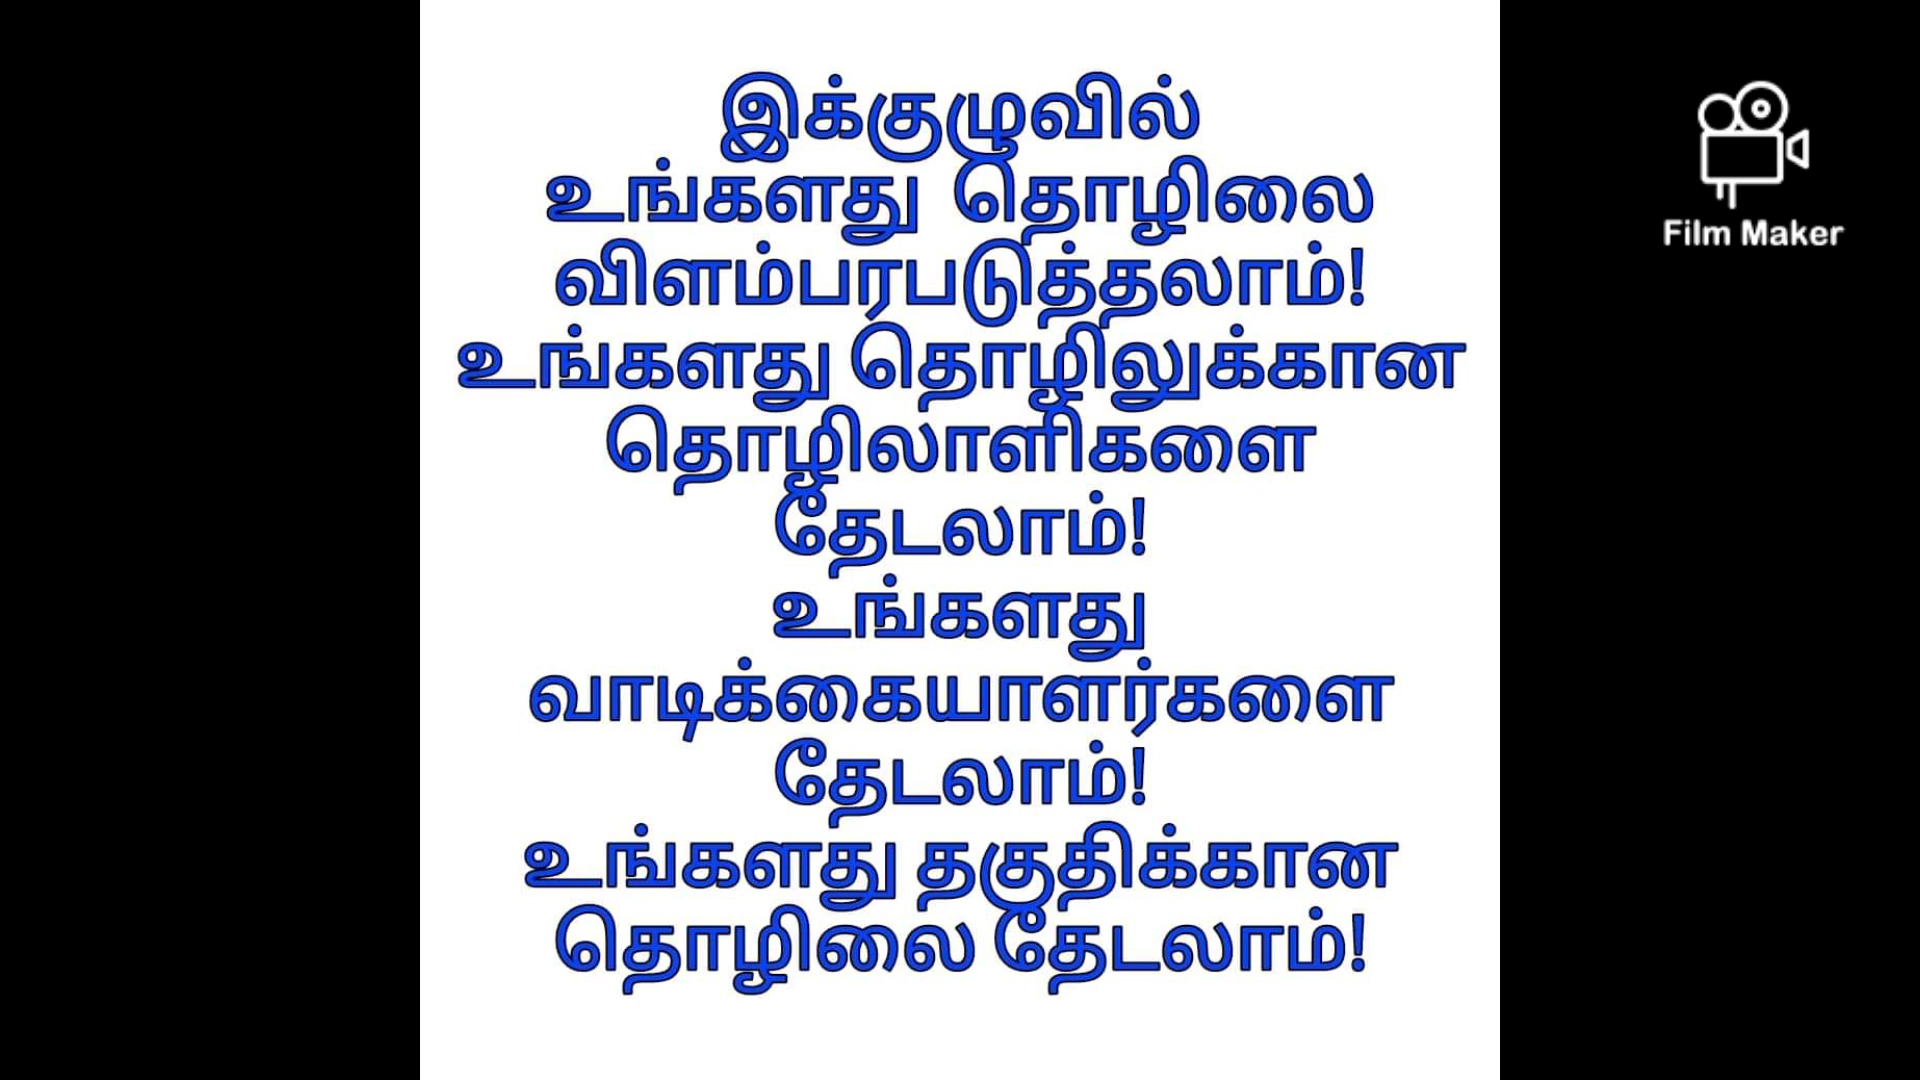 இக்குழுவில்
உங்களது தொழிலை
விளம்பரபடுத்தலாம்!
உங்களது தொழிலுக்கான
தொழிலாளிகளை
தேடலாம்!
உங்களது
வாடிக்கையாளர்களை
தேடலாம்!
உங்களது தகுதிக்கான
தொழிலை தேடலாம்!
Film Maker